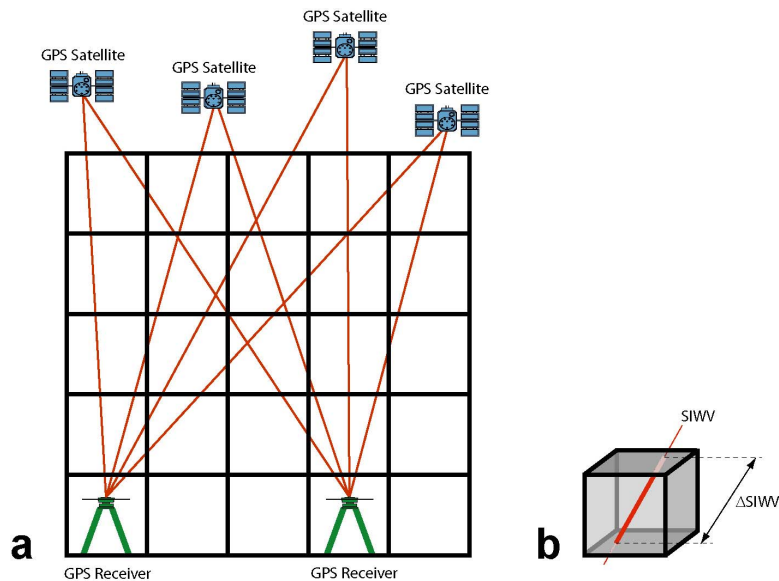 GPS Satellite
GPS Satellite
GPS Satellite
GPS Satellite
SIWV
ΔSIWV
a
b
GPS Receiver
GPS Receiver